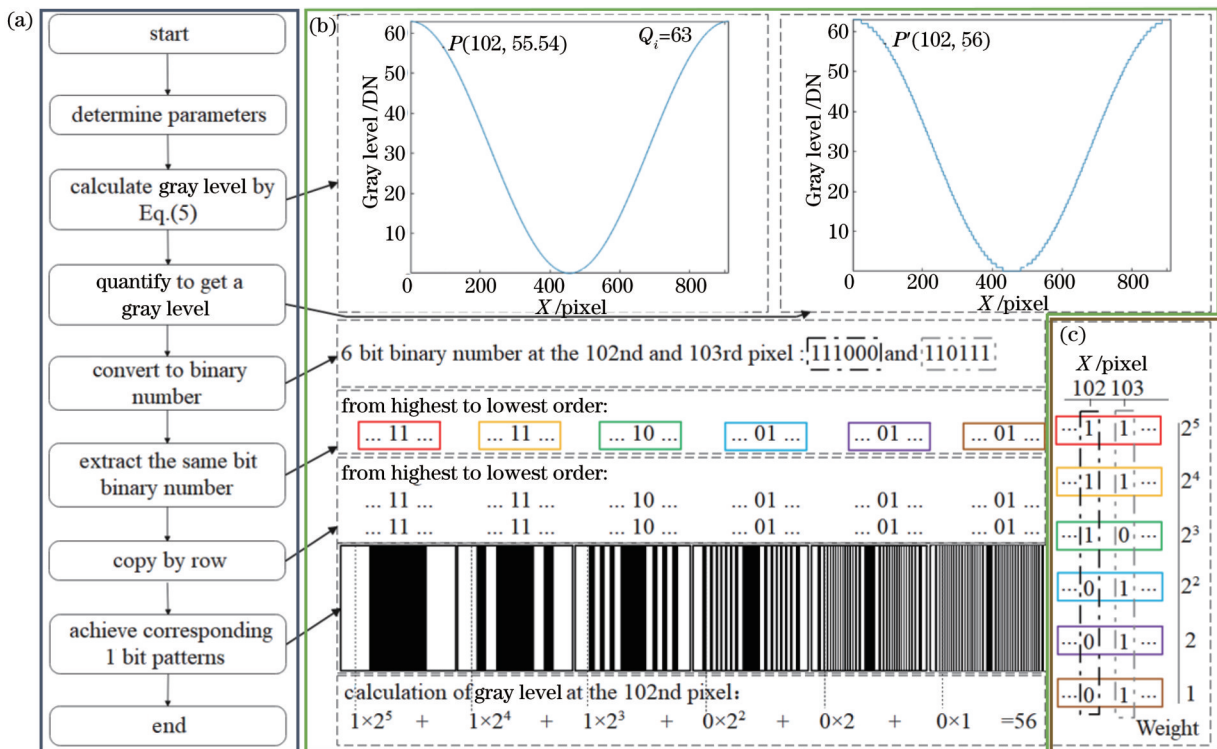 (a)
start
determine parameters
calculate gray level by
Eq.(5)
quantify to get a
gray level
convert to binary
number
extract the same bit
binary number
copy by row
achieve corresponding
1 bit patterns
end
(b)
Gray level /DN
60
50
40
30
20
10
P(102, 55.54)
Q_i=63
0 200 400 600 800
X /pixel
Gray level /DN
60
50
40
30
20
10
P′(102, 56)
0 200 400 600 800
X /pixel
6 bit binary number at the 102nd and 103rd pixel : 111000 and 110111
from highest to lowest order:
... 11 ... ... 11 ... ... 10 ... ... 01 ... ... 01 ... ... 01 ...
from highest to lowest order:
... 11 ... ... 11 ... ... 10 ... ... 01 ... ... 01 ... ... 01 ...
... 11 ... ... 11 ... ... 10 ... ... 01 ... ... 01 ... ... 01 ...
calculation of gray level at the 102nd pixel:
1×2⁵ + 1×2⁴ + 1×2³ + 0×2² + 0×2 + 0×1 =56
(c)
X /pixel
102 103
... 1 1 ... 2⁵
... 1 1 ... 2⁴
... 1 0 ... 2³
... 0 1 ... 2²
... 0 1 ... 2
... 0 1 ... 1
Weight